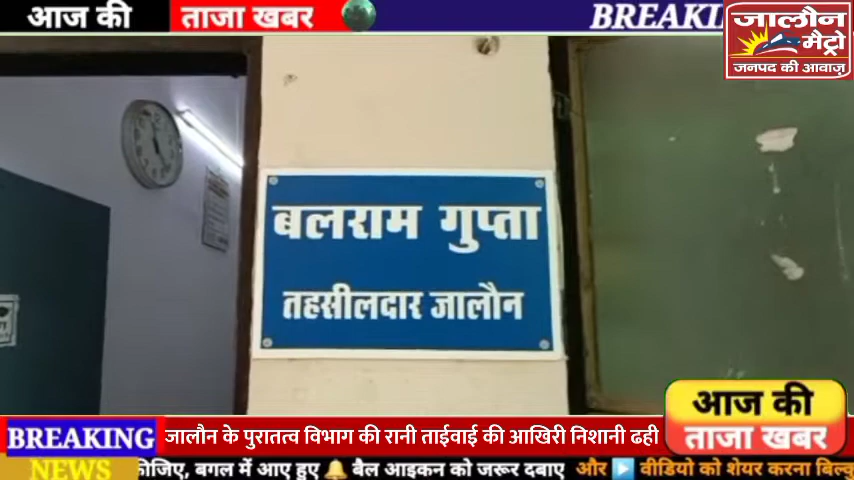 आज की ताजा खबर
जालौन
मैट्रो
जनपद की आवाज़
बलराम गुप्ता
तहसीलदार जालौन
आज की
ताजा खबर
BREAKING
NEWS
जालौन के पुरातत्व विभाग की रानी ताईवाई की आखिरी निशानी ढही
बगल में आए हुए 🔔 बैल आइकन को जरूर दबाए और ▶️ वीडियो को शेयर करना